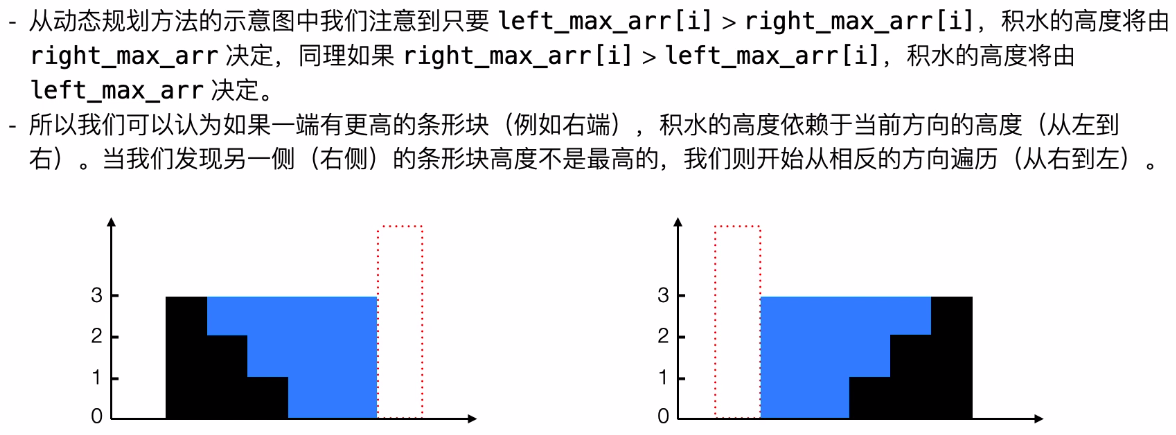 - 从动态规划方法的示意图中我们注意到只要 left_max_arr[i] > right_max_arr[i]，积水的高度将由
right_max_arr 决定，同理如果 right_max_arr[i] > left_max_arr[i]，积水的高度将由
left_max_arr 决定。
- 所以我们可以认为如果一端有更高的条形块（例如右端），积水的高度依赖于当前方向的高度（从左到
右）。当我们发现另一侧（右侧）的条形块高度不是最高的，我们则开始从相反的方向遍历（从右到左）。
3
2
1
0
3
2
1
0